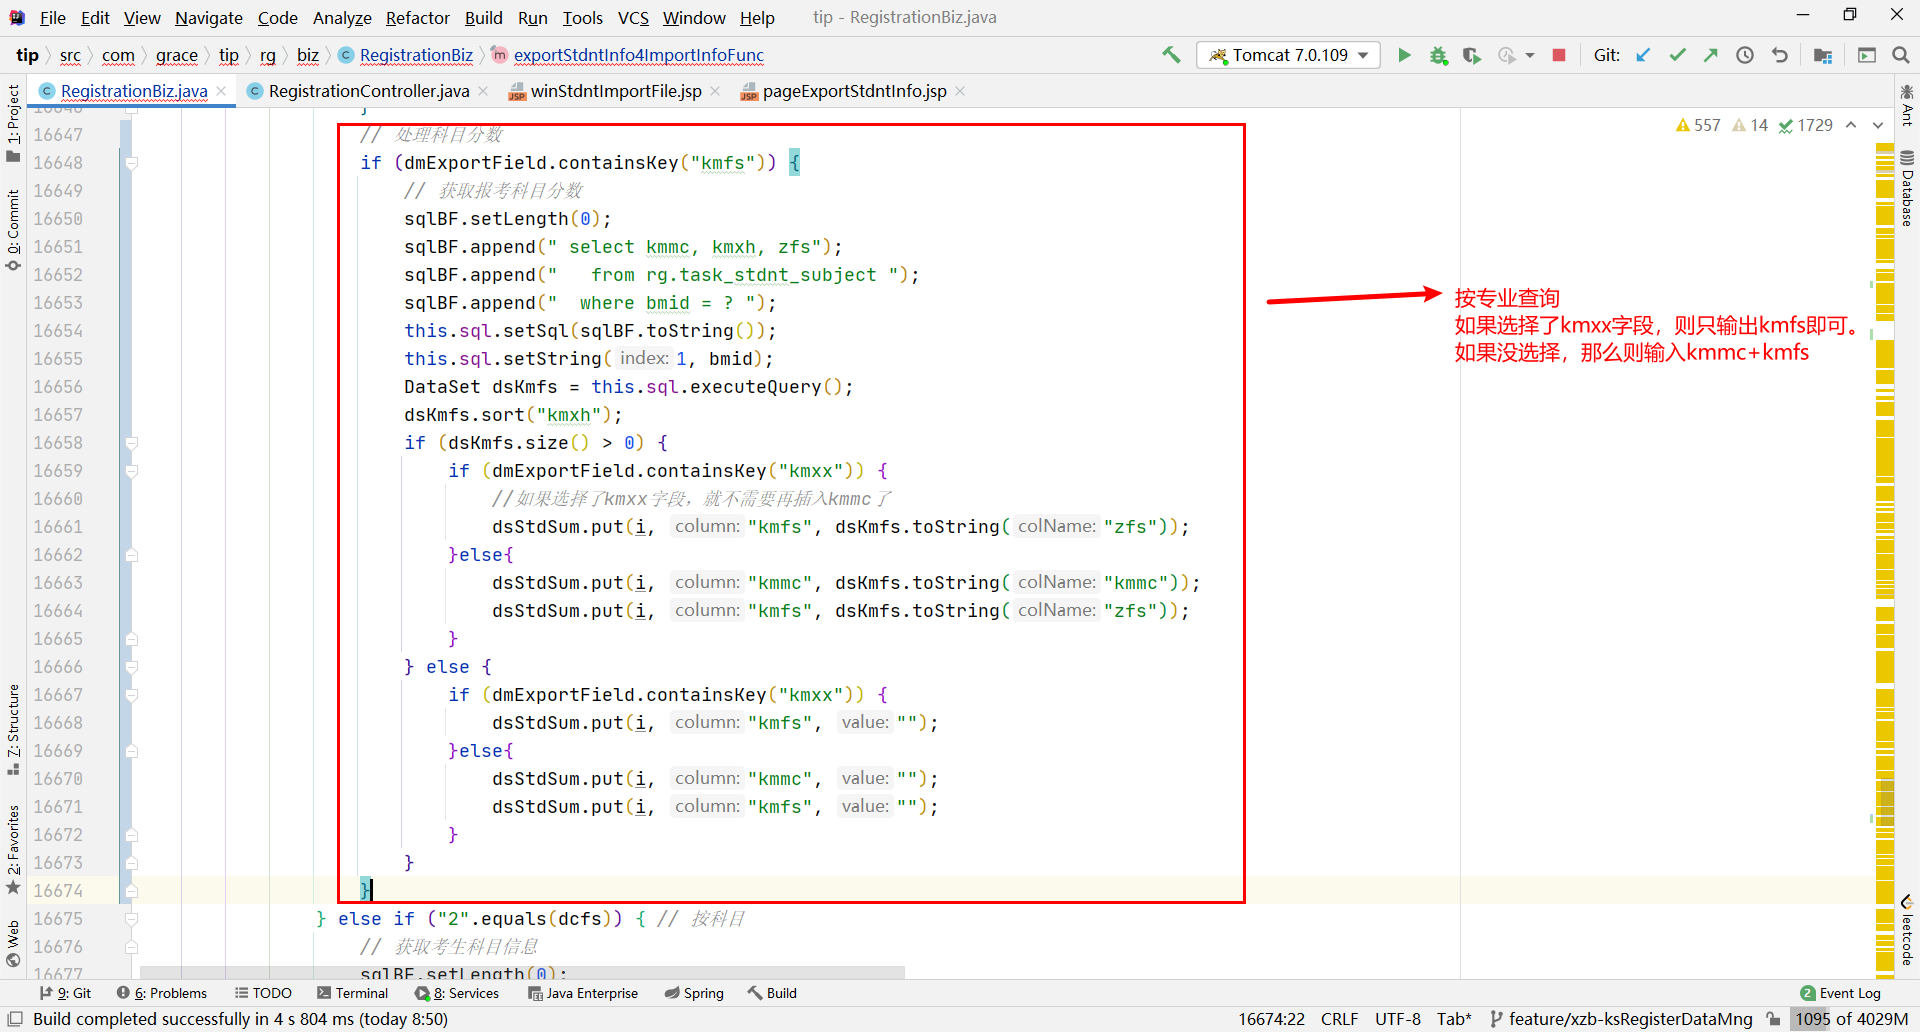 File Edit View Navigate Code Analyze Refactor Build Run Tools VCS Window Help tip - RegistrationBiz.java
tip src com grace tip rg biz RegistrationBiz exportStdntInfo4ImportInfoFunc Tomcat 7.0.109 Git:
RegistrationBiz.java RegistrationController.java winStdntImportFile.jsp pageExportStdntInfo.jsp
1: Project
0: Commit
7: Structure
2: Favorites
Web
Ant
Database
leetcode
557 14 1729
16646 }
16647 // 处理科目分数
16648 if (dmExportField.containsKey("kmfs")) {
16649 // 获取报考科目分数
16650 sqlBF.setLength(0);
16651 sqlBF.append(" select kmmc, kmxh, zfs");
16652 sqlBF.append("   from rg.task_stdnt_subject ");
16653 sqlBF.append("  where bmid = ? ");
16654 this.sql.setSql(sqlBF.toString());
16655 this.sql.setString( index: 1, bmid);
16656 DataSet dsKmfs = this.sql.executeQuery();
16657 dsKmfs.sort("kmxh");
16658 if (dsKmfs.size() > 0) {
16659 if (dmExportField.containsKey("kmxx")) {
16660 //如果选择了kmxx字段，就不需要再插入kmmc了
16661 dsStdSum.put(i, column: "kmfs", dsKmfs.toString( colName: "zfs"));
16662 }else{
16663 dsStdSum.put(i, column: "kmmc", dsKmfs.toString( colName: "kmmc"));
16664 dsStdSum.put(i, column: "kmfs", dsKmfs.toString( colName: "zfs"));
16665 }
16666 } else {
16667 if (dmExportField.containsKey("kmxx")) {
16668 dsStdSum.put(i, column: "kmfs", value: "");
16669 }else{
16670 dsStdSum.put(i, column: "kmmc", value: "");
16671 dsStdSum.put(i, column: "kmfs", value: "");
16672 }
16673 }
16674 }
16675 } else if ("2".equals(dcfs)) { // 按科目
16676 // 获取考生科目信息
16677 sqlBF.setLength(0);
按专业查询
如果选择了kmxx字段，则只输出kmfs即可。
如果没选择，那么则输入kmmc+kmfs
9: Git 6: Problems TODO Terminal 8: Services Java Enterprise Spring Build 2 Event Log
Build completed successfully in 4 s 804 ms (today 8:50) 16674:22 CRLF UTF-8 Tab* feature/xzb-ksRegisterDataMng 1095 of 4029M